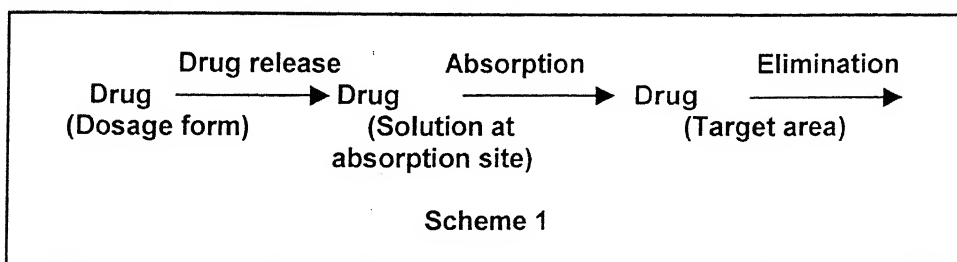 Drug release Absorption Elimination
Drug Drug Drug
(Dosage form) (Solution at (Target area)
absorption site)
Scheme 1